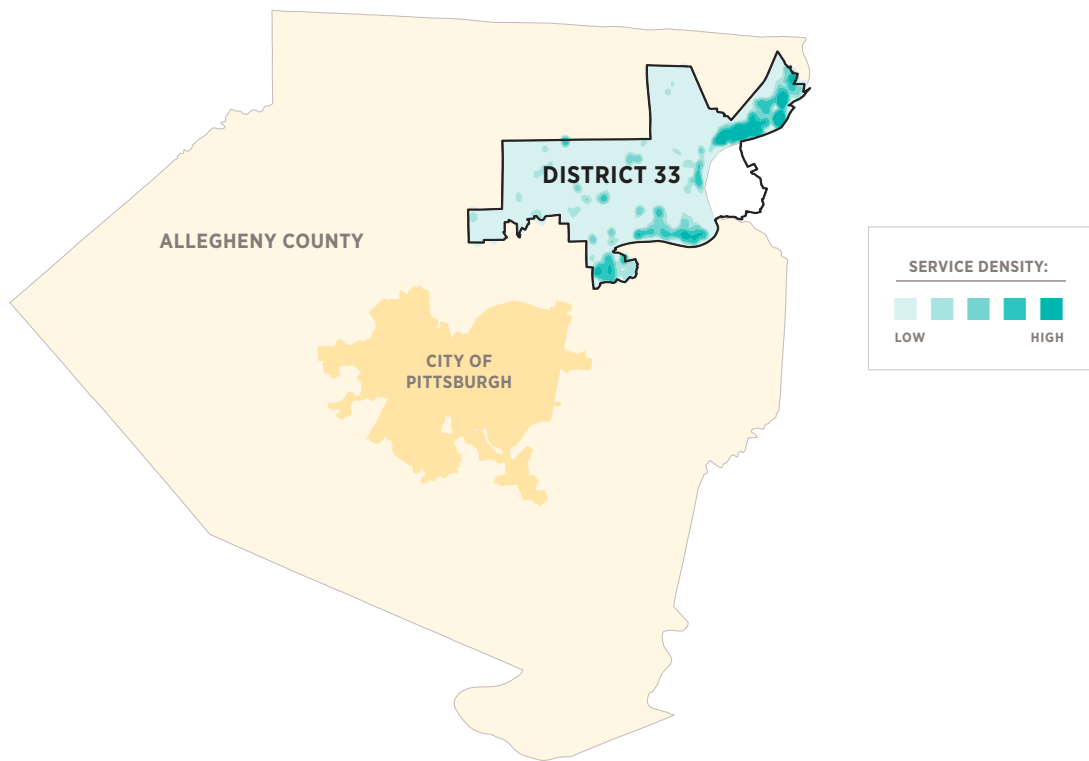 DISTRICT 33
ALLEGHENY COUNTY
SERVICE DENSITY:
LOW
HIGH
CITY OF
PITTSBURGH